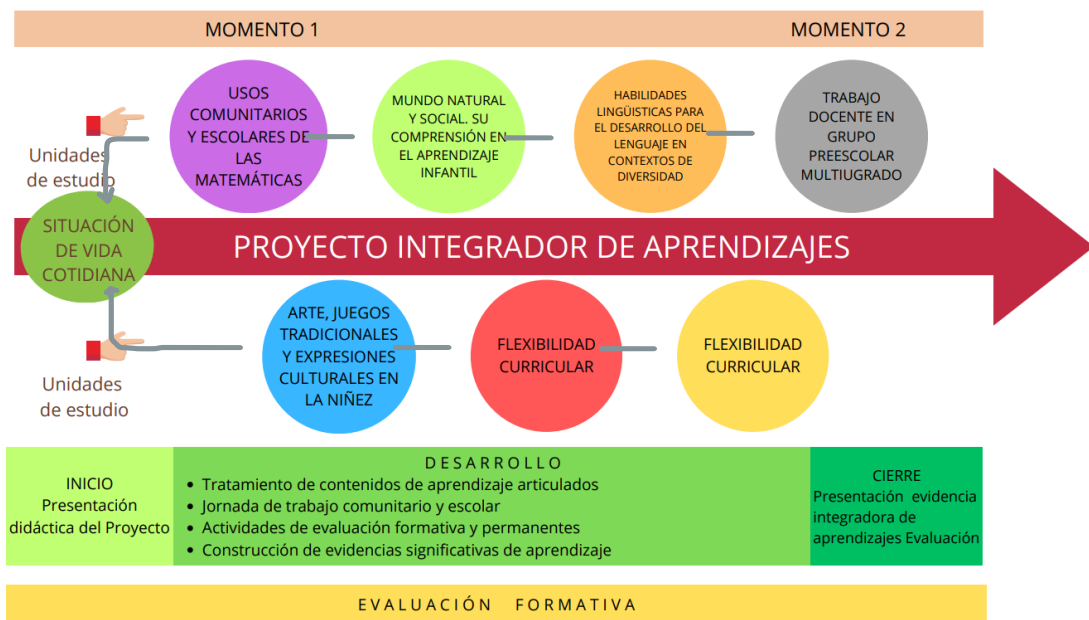 MOMENTO 1
MOMENTO 2
USOS
COMUNITARIOS
Y ESCOLARES DE
LAS
MATEMÁTICAS
MUNDO NATURAL
Y SOCIAL. SU
COMPRENSIÓN EN
EL APRENDIZAJE
INFANTIL
HABILIDADES
LINGÜISTICAS PARA
EL DESARROLLO DEL
LENGUAJE EN
CONTEXTOS DE
DIVERSIDAD
TRABAJO
DOCENTE EN
GRUPO
PREESCOLAR
MULTIUGRADO
Unidades
de estudio
SITUACIÓN
DE VIDA
COTIDIANA
PROYECTO INTEGRADOR DE APRENDIZAJES
ARTE, JUEGOS
TRADICIONALES
Y EXPRESIONES
CULTURALES EN
LA NIÑEZ
FLEXIBILIDAD
CURRICULAR
FLEXIBILIDAD
CURRICULAR
Unidades
de estudio
INICIO
Presentación
didáctica del Proyecto
DESARROLLO
• Tratamiento de contenidos de aprendizaje articulados
• Jornada de trabajo comunitario y escolar
• Actividades de evaluación formativa y permanentes
• Construcción de evidencias significativas de aprendizaje
CIERRE
Presentación evidencia
integradora de
aprendizajes Evaluación
EVALUACIÓN FORMATIVA